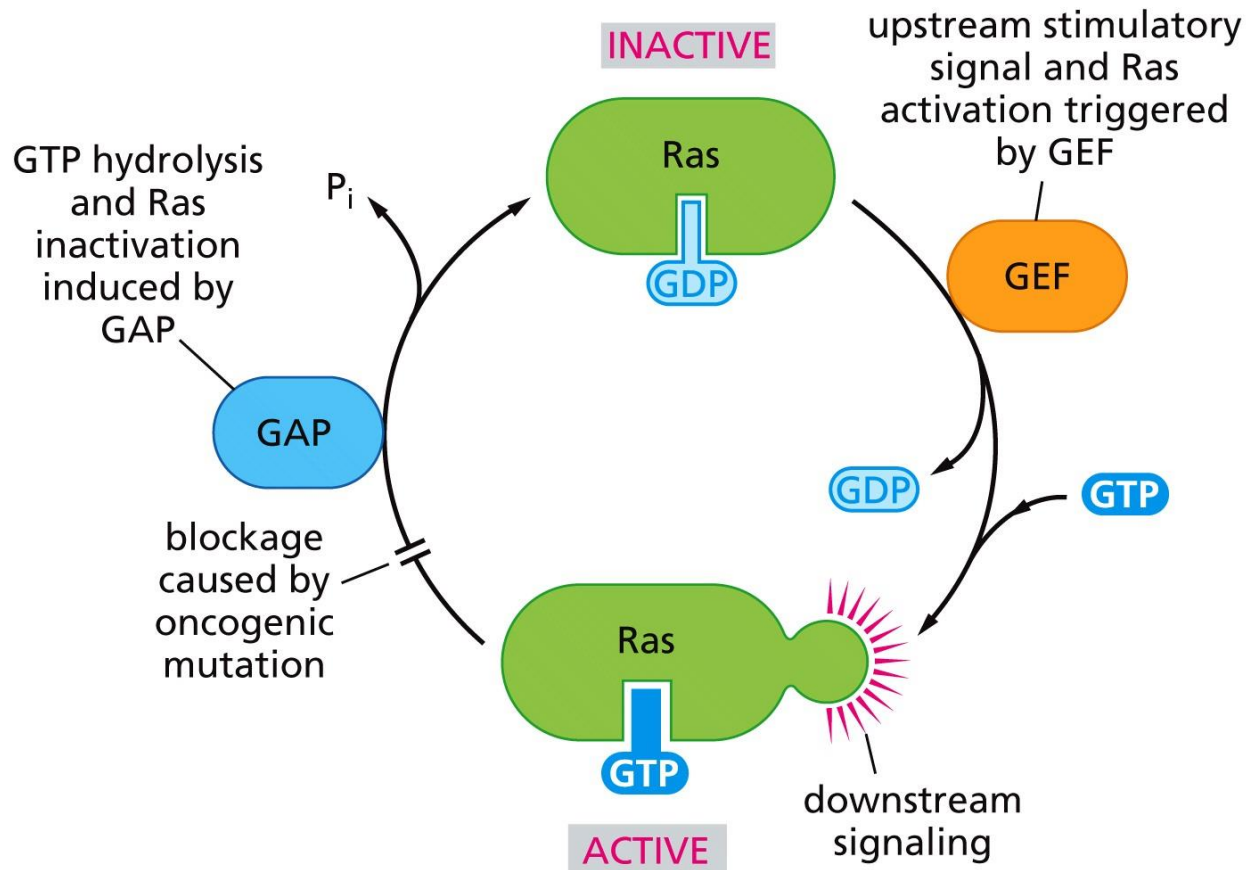 INACTIVE
upstream stimulatory
signal and Ras
activation triggered
by GEF
GTP hydrolysis
and Ras
inactivation
induced by
GAP
Pi
Ras
GDP
GEF
GAP
GDP
GTP
blockage
caused by
oncogenic
mutation
Ras
GTP
downstream
signaling
ACTIVE